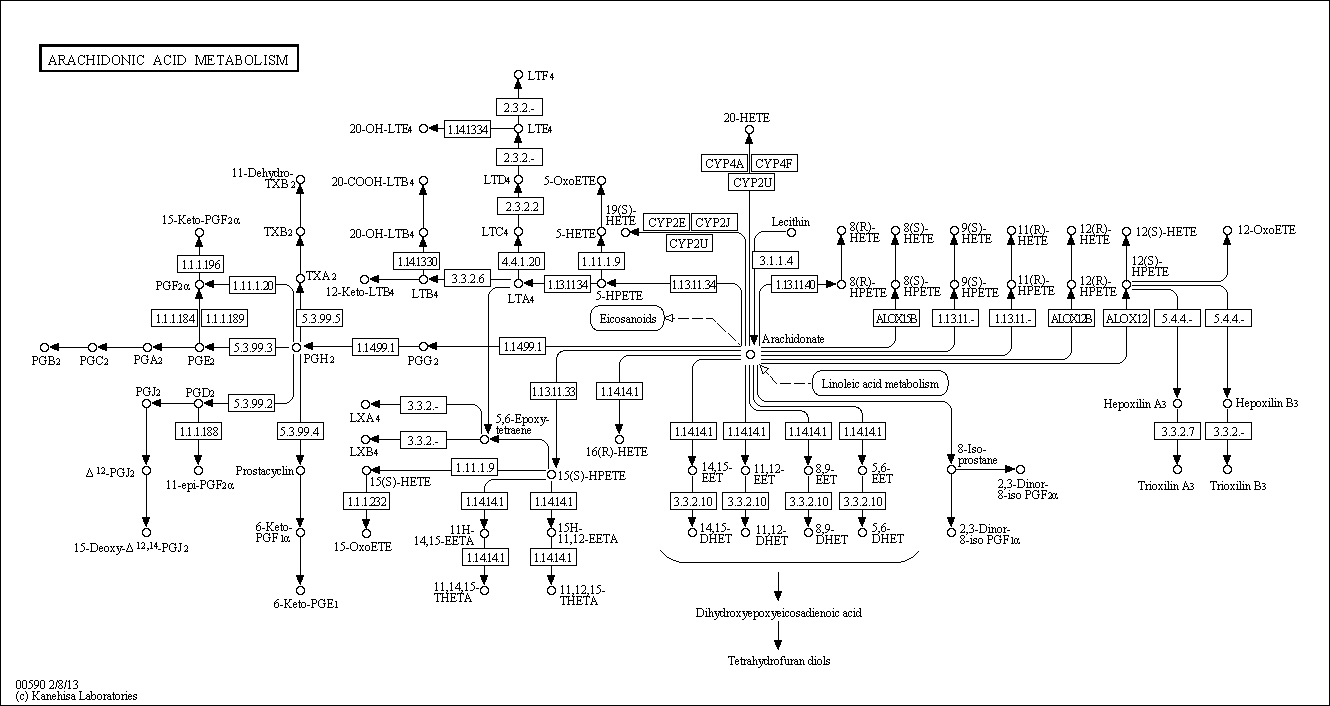 ARACHIDONIC ACID METABOLISM
LTF4
2.3.2.-
20-OH-LTE4
1.14.13.34
LTE4
20-HETE
2.3.2.-
CYP4A
CYP4F
CYP2U
11-Dehydro-
TXB2
20-COOH-LTB4
LTD4
5-OxoETE
2.3.2.2
19(S)-
HETE
CYP2E
CYP2J
CYP2U
Lecithin
15-Keto-PGF2α
TXB2
20-OH-LTB4
LTC4
5-HETE
8(R)-
HETE
8(S)-
HETE
9(S)-
HETE
11(R)-
HETE
12(R)-
HETE
12(S)-HETE
12-OxoETE
1.1.1.196
1.14.13.30
4.4.1.20
1.11.1.9
3.1.1.4
PGF2α
1.1.1.20
TXA2
12-Keto-LTB4
3.3.2.6
LTB4
LTA4
1.13.11.34
5-HPETE
1.13.11.34
1.13.11.40
8(R)-
HPETE
8(S)-
HPETE
9(S)-
HPETE
11(R)-
HPETE
12(R)-
HPETE
12(S)-
HPETE
1.1.1.184
1.1.1.189
5.3.99.5
Eicosanoids
ALOX15B
1.13.11.-
1.13.11.-
ALOX12B
ALOX12
5.4.4.-
5.4.4.-
PGB2
PGC2
PGA2
PGE2
5.3.99.3
PGH2
1.14.99.1
PGG2
1.14.99.1
Arachidonate
Linoleic acid metabolism
PGJ2
PGD2
5.3.99.2
1.13.11.33
1.14.14.1
LXA4
3.3.2.-
5,6-Epoxy-
tetraene
Hepoxilin A3
Hepoxilin B3
1.1.1.188
5.3.99.4
LXB4
3.3.2.-
16(R)-HETE
1.14.14.1
1.14.14.1
1.14.14.1
1.14.14.1
3.3.2.7
3.3.2.-
Δ12-PGJ2
11-epi-PGF2α
Prostacyclin
1.11.1.9
15(S)-HETE
15(S)-HPETE
14,15-
EET
11,12-
EET
8,9-
EET
5,6-
EET
8-Iso-
prostane
2,3-Dinor-
8-iso PGF2α
Trioxilin A3
Trioxilin B3
1.1.1.232
1.14.14.1
1.14.14.1
3.3.2.10
3.3.2.10
3.3.2.10
3.3.2.10
15-Deoxy-Δ12,14-PGJ2
6-Keto-
PGF1α
15-OxoETE
11H-
14,15-EETA
15H-
11,12-EETA
14,15-
DHET
11,12-
DHET
8,9-
DHET
5,6-
DHET
2,3-Dinor-
8-iso PGF1α
1.14.14.1
1.14.14.1
6-Keto-PGE1
11,14,15-
THETA
11,12,15-
THETA
Dihydroxyepoxyeicosadienoic acid
Tetrahydrofuran diols
00590 2/8/13
(c) Kanehisa Laboratories